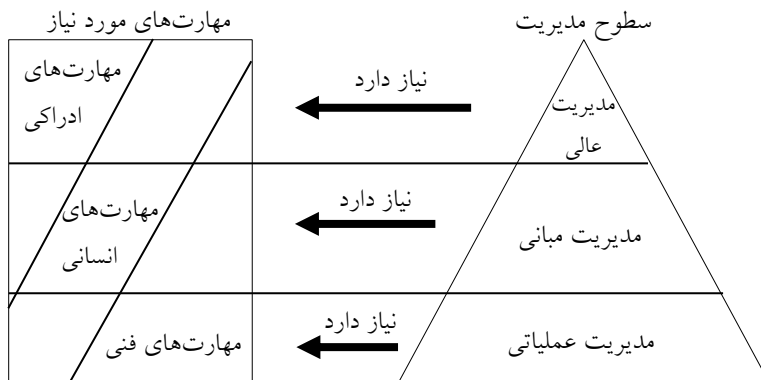 سطوح مدیریت
مهارت‌های مورد نیاز
مدیریت
عالی
نیاز دارد
مهارت‌های
ادراکی
مدیریت مبانی
نیاز دارد
مهارت‌های
انسانی
مدیریت عملیاتی
نیاز دارد
مهارت‌های فنی